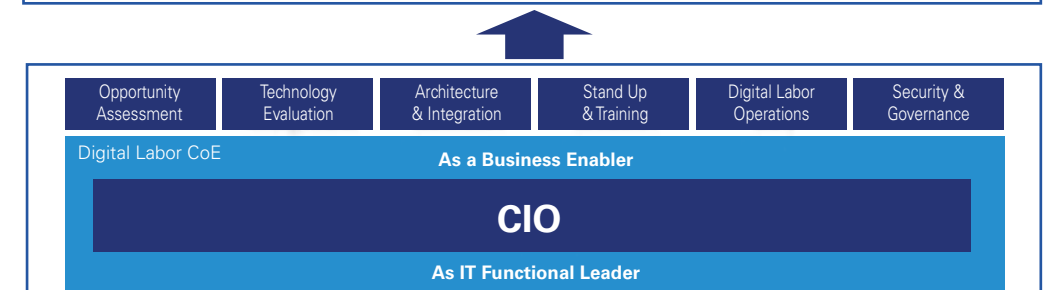 Opportunity
Assessment
Technology
Evaluation
Architecture
& Integration
Stand Up
& Training
Digital Labor
Operations
Security &
Governance
Digital Labor CoE
As a Business Enabler
CIO
As IT Functional Leader